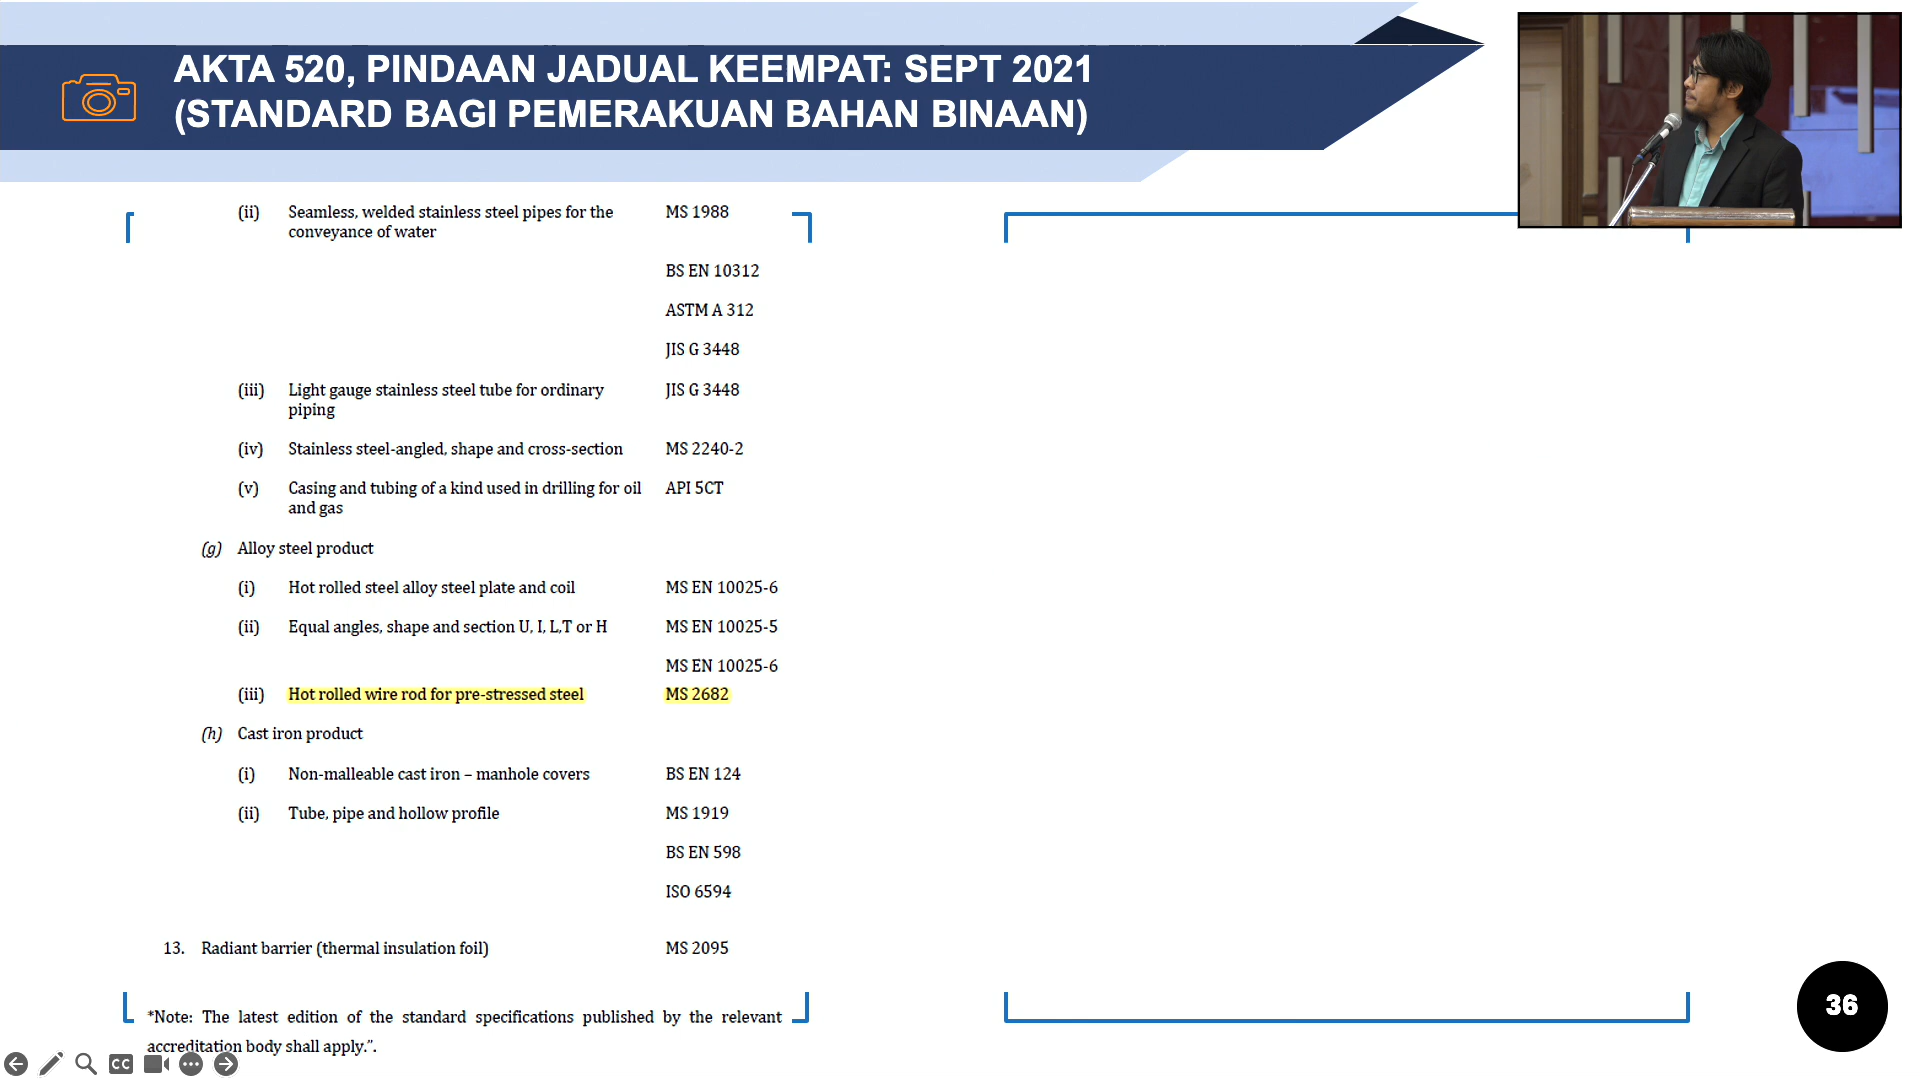 AKTA 520, PINDAAN JADUAL KEEMPAT: SEPT 2021
(STANDARD BAGI PEMERAKUAN BAHAN BINAAN)
(ii) Seamless, welded stainless steel pipes for the MS 1988
conveyance of water
BS EN 10312
ASTM A 312
JIS G 3448
(iii) Light gauge stainless steel tube for ordinary JIS G 3448
piping
(iv) Stainless steel-angled, shape and cross-section MS 2240-2
(v) Casing and tubing of a kind used in drilling for oil API 5CT
and gas
(g) Alloy steel product
(i) Hot rolled steel alloy steel plate and coil MS EN 10025-6
(ii) Equal angles, shape and section U, I, L,T or H MS EN 10025-5
MS EN 10025-6
(iii) Hot rolled wire rod for pre-stressed steel MS 2682
(h) Cast iron product
(i) Non-malleable cast iron – manhole covers BS EN 124
(ii) Tube, pipe and hollow profile MS 1919
BS EN 598
ISO 6594
13. Radiant barrier (thermal insulation foil) MS 2095
*Note: The latest edition of the standard specifications published by the relevant
accreditation body shall apply.”.
36
CC